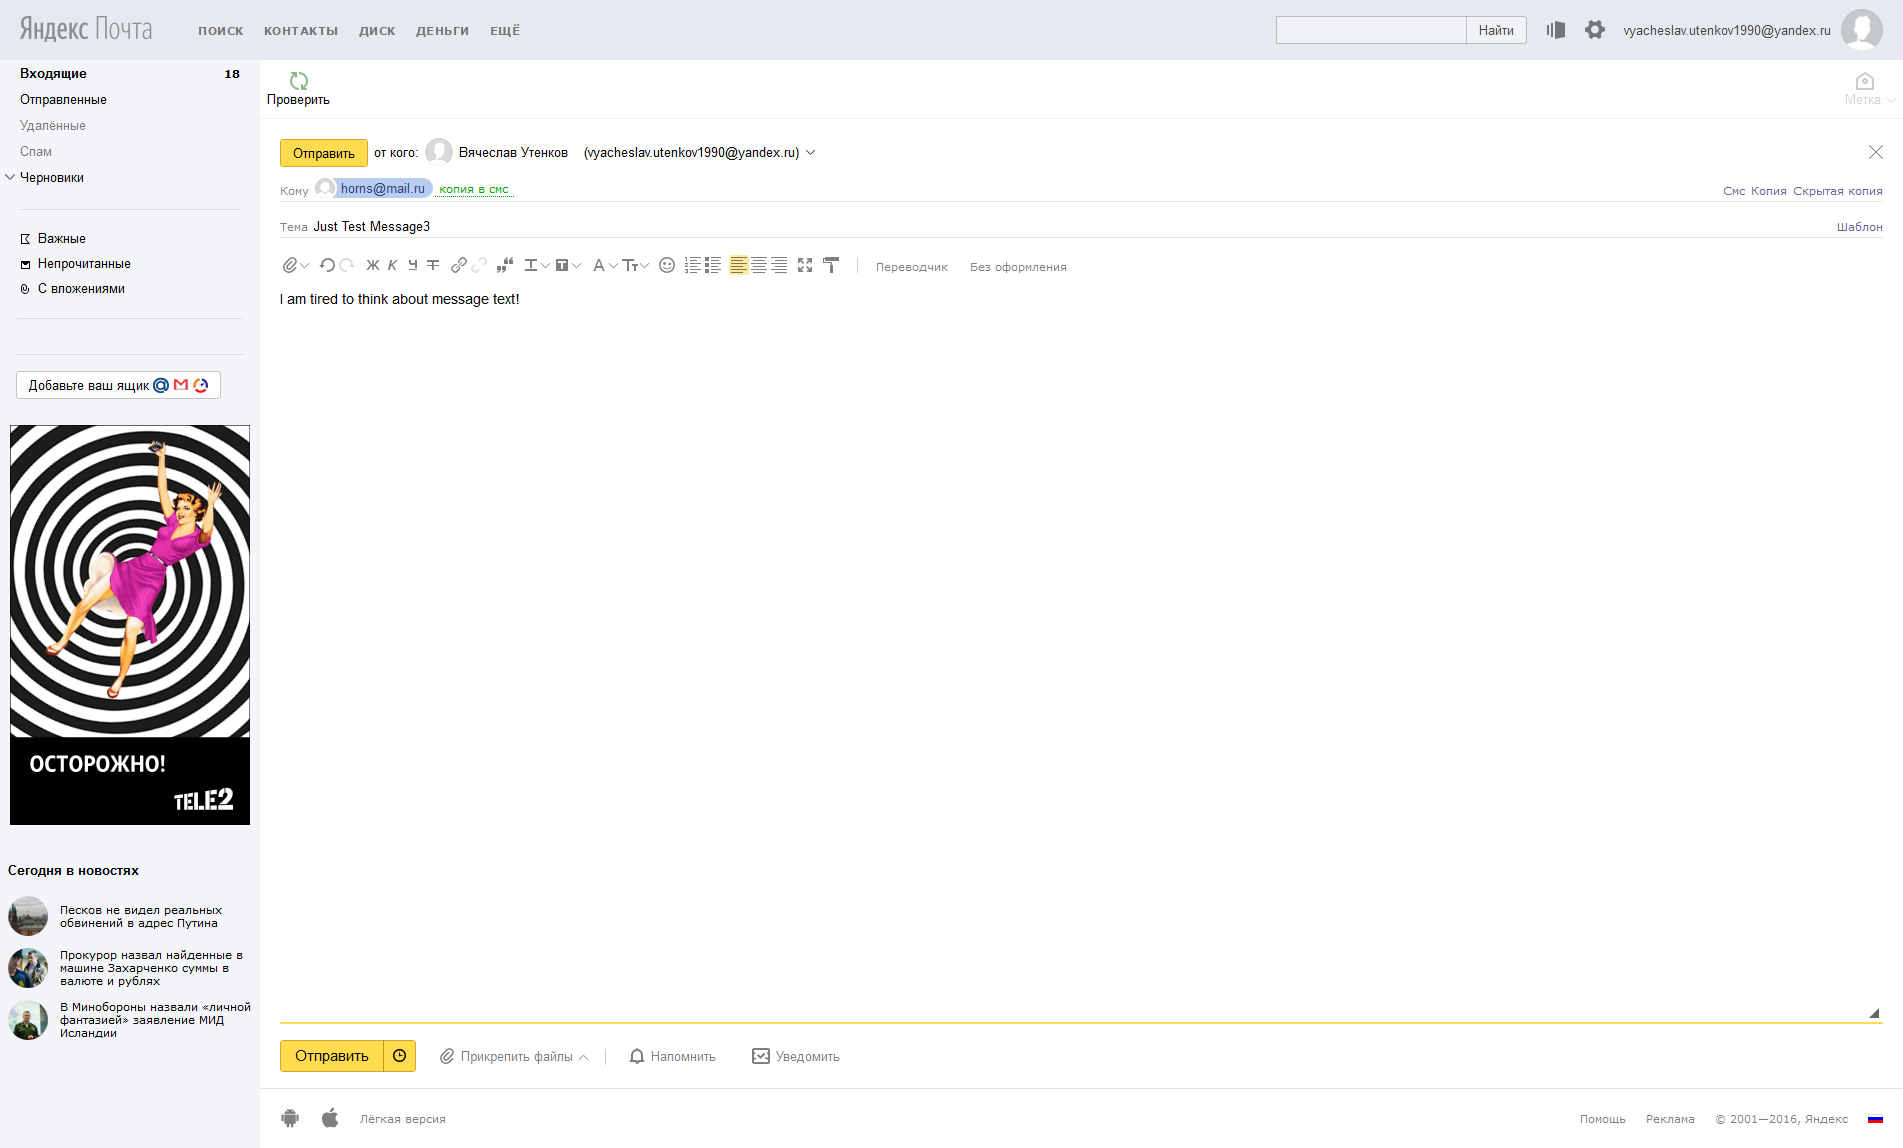 Яндекс Почта
ПОИСК КОНТАКТЫ ДИСК ДЕНЬГИ ЕЩЁ
Найти
vyacheslav.utenkov1990@yandex.ru
Входящие 18
Отправленные
Удалённые
Спам
Черновики
Важные
Непрочитанные
С вложениями
Добавьте ваш ящик
ОСТОРОЖНО!
TELE2
Сегодня в новостях
Песков не видел реальных
обвинений в адрес Путина
Прокурор назвал найденные в
машине Захарченко суммы в
валюте и рублях
В Минобороны назвали «личной
фантазией» заявление МИД
Исландии
Проверить
Метка
Отправить от кого: Вячеслав Утенков (vyacheslav.utenkov1990@yandex.ru)
Кому horns@mail.ru копия в смс Смс Копия Скрытая копия
Тема Just Test Message3 Шаблон
Ж К Ч Т Т Т А Тт Переводчик Без оформления
I am tired to think about message text!
Отправить Прикрепить файлы Напомнить Уведомить
Лёгкая версия Помощь Реклама © 2001—2016, Яндекс